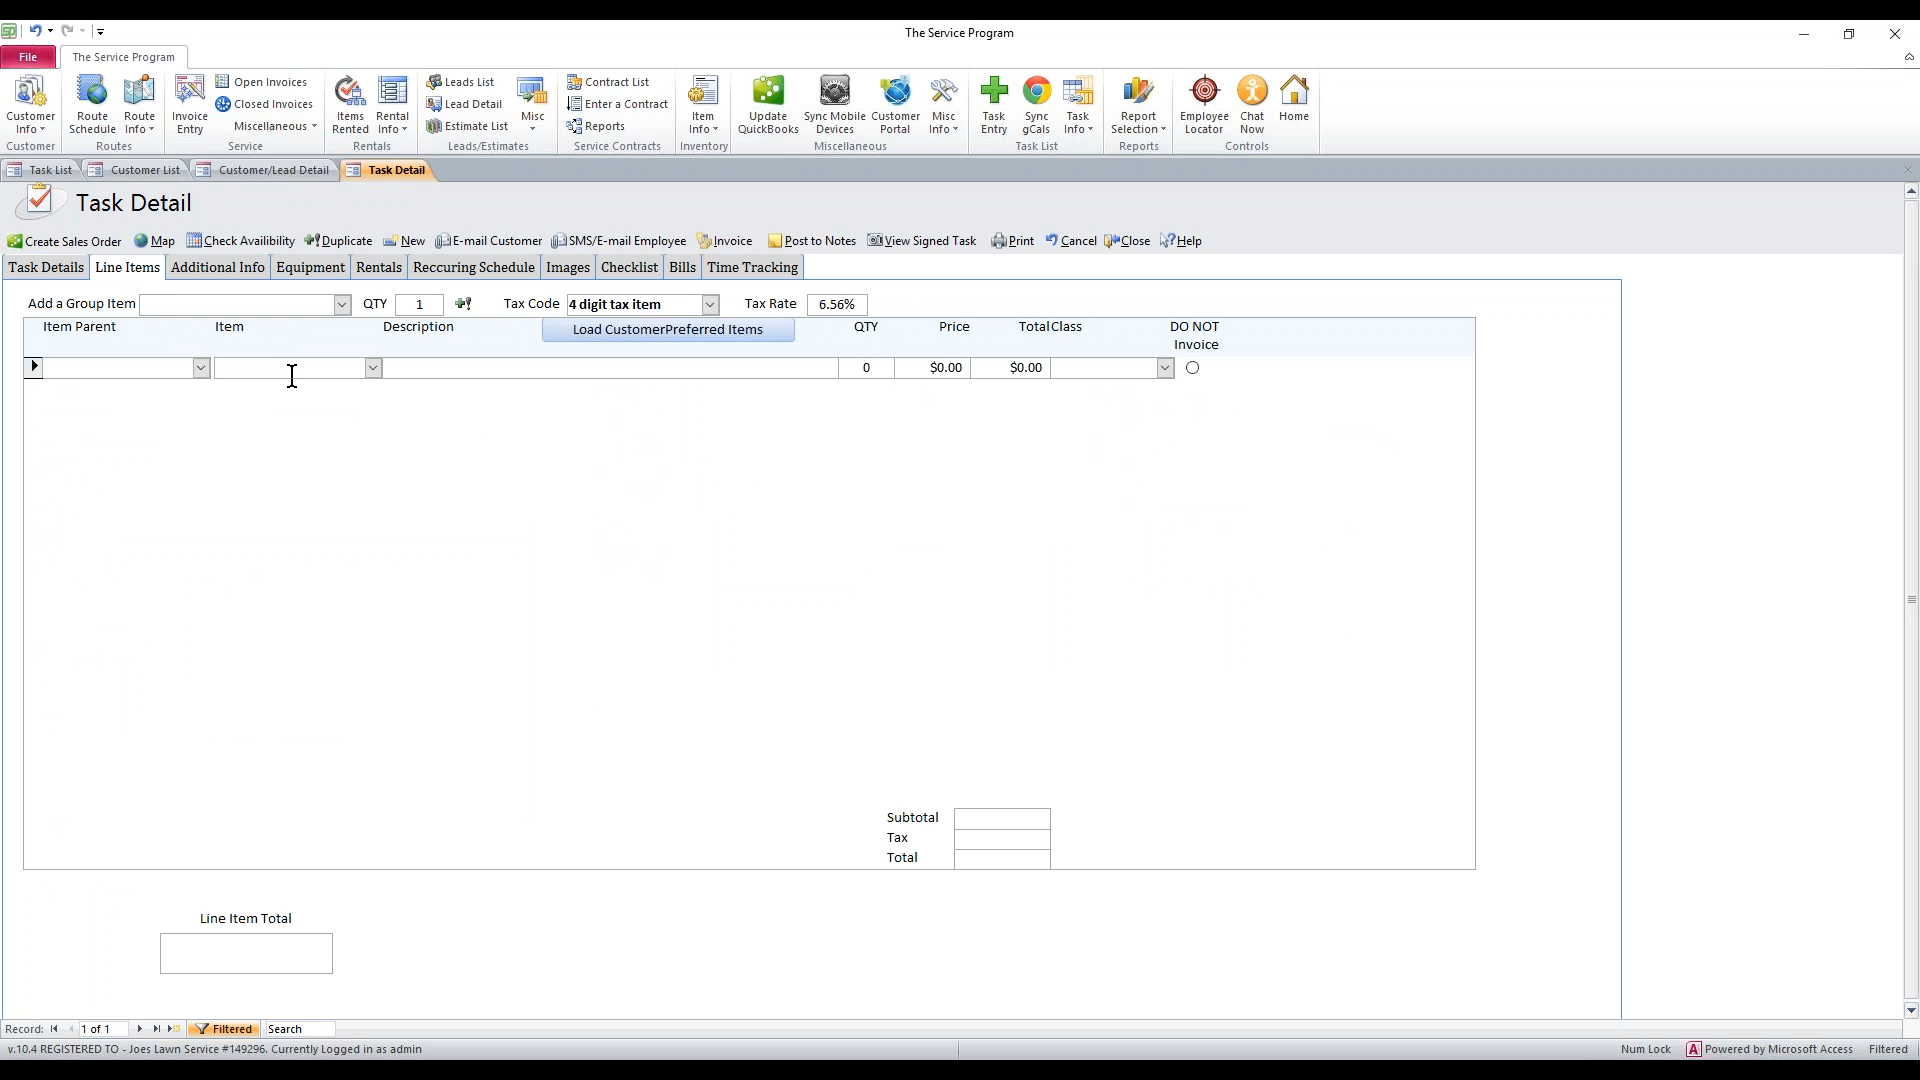 The Service Program
File The Service Program
Customer Info Route Schedule Route Info Invoice Entry Open Invoices Closed Invoices Miscellaneous Items Rented Rental Info Leads List Lead Detail Estimate List Misc Contract List Enter a Contract Reports Item Info Update QuickBooks Sync Mobile Devices Customer Portal Misc Info Task Entry Sync gCals Task Info Report Selection Employee Locator Chat Now Home
Customer Routes Service Rentals Leads/Estimates Service Contracts Inventory Miscellaneous Task List Reports Controls
Task List Customer List Customer/Lead Detail Task Detail
Task Detail
Create Sales Order Map Check Availibility Duplicate New E-mail Customer SMS/E-mail Employee Invoice Post to Notes View Signed Task Print Cancel Close Help
Task Details Line Items Additional Info Equipment Rentals Reccuring Schedule Images Checklist Bills Time Tracking
Add a Group Item QTY 1 Tax Code 4 digit tax item Tax Rate 6.56%
Item Parent Item Description Load CustomerPreferred Items QTY Price Total Class DO NOT
Invoice
0 $0.00 $0.00
Subtotal
Tax
Total
Line Item Total
Record: 1 of 1 Filtered Search
v.10.4 REGISTERED TO - Joes Lawn Service #149296. Currently Logged in as admin Num Lock A Powered by Microsoft Access Filtered